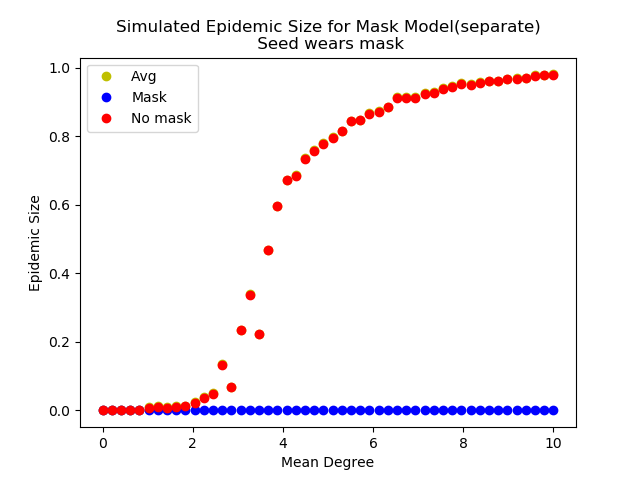 Simulated Epidemic Size for Mask Model(separate)
Seed wears mask
Avg
Mask
No mask
1.0
0.8
0.6
0.4
0.2
0.0
Epidemic Size
0 2 4 6 8 10
Mean Degree